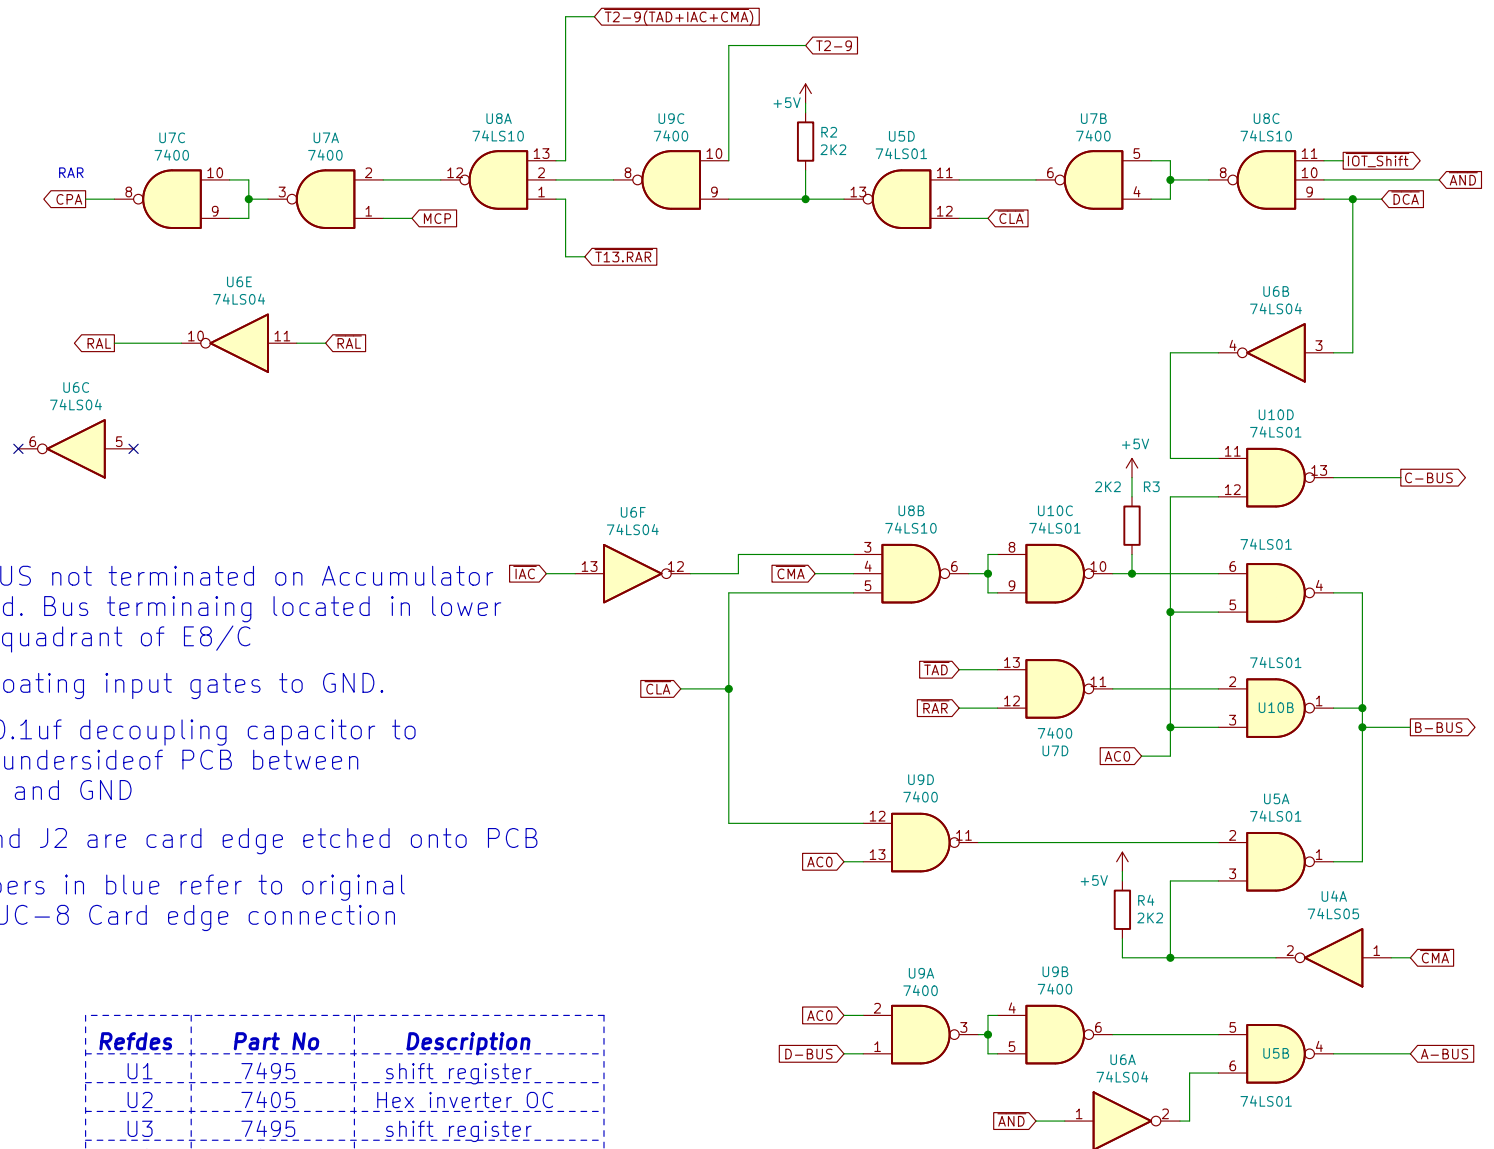 T2-9(TAD+IAC+CMA)
T2-9
+5V
R2
2K2
U7C
7400
RAR
CPA
8
10
9
U7A
7400
3
2
1
MCP
U8A
74LS10
12
13
2
1
T13.RAR
U9C
7400
8
10
9
U5D
74LS01
13
11
12
CLA
U7B
7400
6
5
4
U8C
74LS10
8
11
10
9
IOT_Shift
AND
DCA
U6E
74LS04
RAL
10
11
RAL
U6B
74LS04
4
3
U6C
74LS04
6
5
U10D
74LS01
11
12
13
C-BUS
+5V
2K2
R3
U6F
74LS04
IAC
13
12
U8B
74LS10
3
4
5
6
CMA
U10C
74LS01
8
9
10
74LS01
6
5
4
US not terminated on Accumulator
d. Bus terminaing located in lower
quadrant of E8/C
oating input gates to GND.
0.1uf decoupling capacitor to
undersideof PCB between
and GND
nd J2 are card edge etched onto PCB
bers in blue refer to original
UC-8 Card edge connection
CLA
TAD
RAR
13
12
11
7400
U7D
74LS01
2
3
U10B
1
AC0
B-BUS
U9D
7400
12
13
11
AC0
U5A
74LS01
2
3
1
+5V
R4
2K2
U4A
74LS05
2
1
CMA
U9A
7400
AC0
2
D-BUS
1
3
U9B
7400
4
5
6
U6A
74LS04
AND
1
2
5
6
U5B
4
A-BUS
74LS01
Refdes Part No Description
U1 7495 shift register
U2 7405 Hex inverter OC
U3 7495 shift register